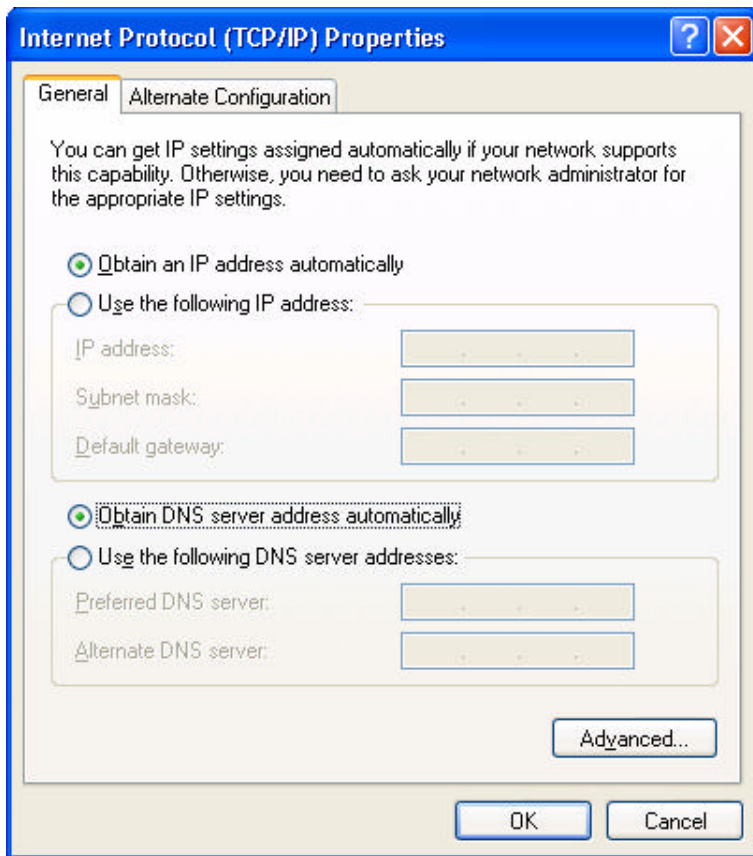 Internet Protocol (TCP/IP) Properties
General
Alternate Configuration
You can get IP settings assigned automatically if your network supports
this capability. Otherwise, you need to ask your network administrator for
the appropriate IP settings.
Obtain an IP address automatically
Use the following IP address:
IP address:
Subnet mask:
Default gateway:
Obtain DNS server address automatically
Use the following DNS server addresses:
Preferred DNS server:
Alternate DNS server:
Advanced...
OK
Cancel